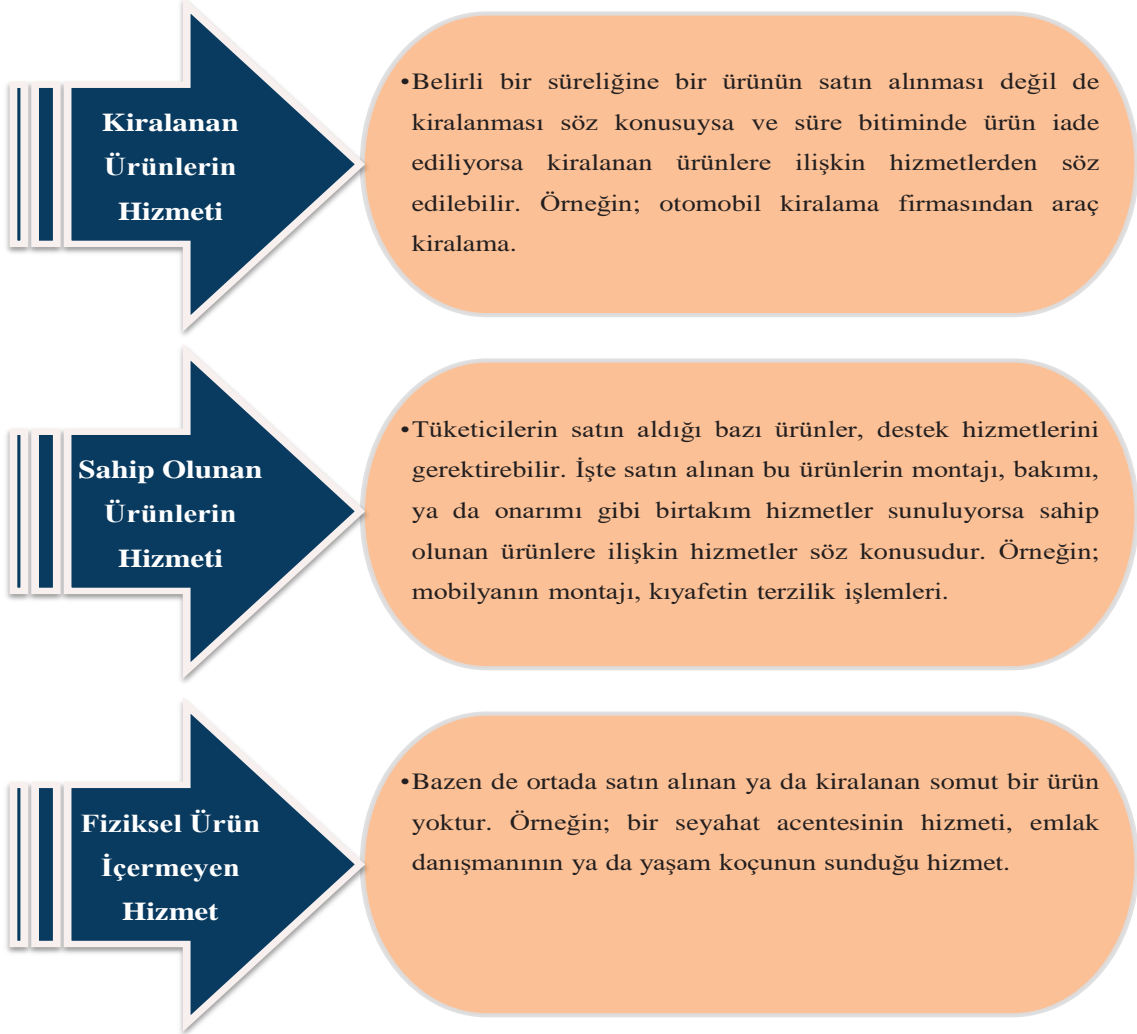 Kiralanan
Ürünlerin
Hizmeti
•Belirli bir süreliğine bir ürünün satın alınması değil de
kiralanması söz konusuysa ve süre bitiminde ürün iade
ediliyorsa kiralanan ürünlere ilişkin hizmetlerden söz
edilebilir. Örneğin; otomobil kiralama firmasından araç
kiralama.
Sahip Olunan
Ürünlerin
Hizmeti
•Tüketicilerin satın aldığı bazı ürünler, destek hizmetlerini
gerektirebilir. İşte satın alınan bu ürünlerin montajı, bakımı,
ya da onarımı gibi birtakım hizmetler sunuluyorsa sahip
olunan ürünlere ilişkin hizmetler söz konusudur. Örneğin;
mobilyanın montajı, kıyafetin terzilik işlemleri.
Fiziksel Ürün
İçermeyen
Hizmet
•Bazen de ortada satın alınan ya da kiralanan somut bir ürün
yoktur. Örneğin; bir seyahat acentesinin hizmeti, emlak
danışmanının ya da yaşam koçunun sunduğu hizmet.